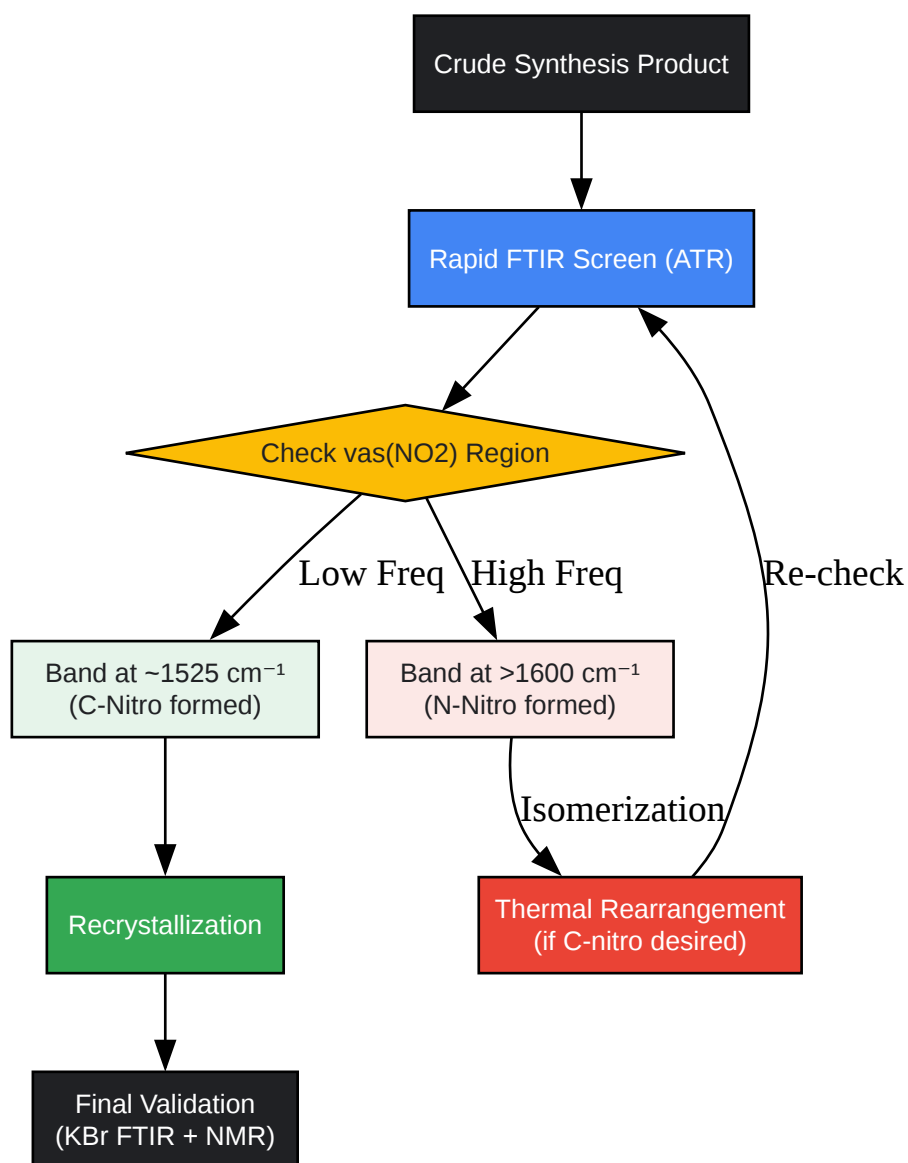 Crude Synthesis Product
Rapid FTIR Screen (ATR)
Check vas(NO2) Region
Low Freq
High Freq
Re-check
Band at ~1525 cm⁻¹
(C-Nitro formed)
Band at >1600 cm⁻¹
(N-Nitro formed)
Isomerization
Recrystallization
Thermal Rearrangement
(if C-nitro desired)
Final Validation
(KBr FTIR + NMR)